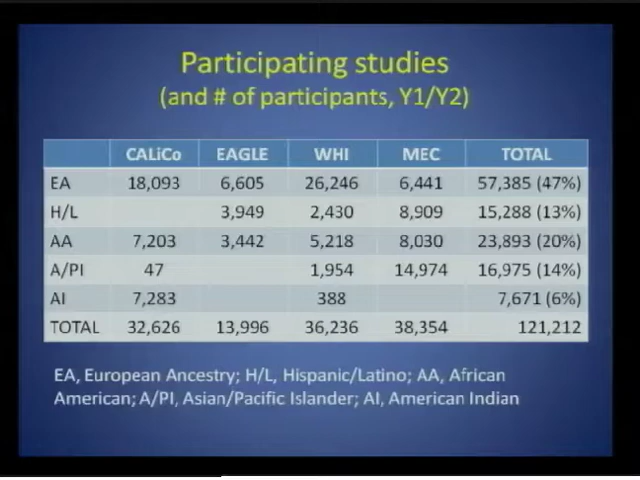 Participating studies
(and # of participants, Y1/Y2)
CALiCo EAGLE WHI MEC TOTAL
EA 18,093 6,605 26,246 6,441 57,385 (47%)
H/L 3,949 2,430 8,909 15,288 (13%)
AA 7,203 3,442 5,218 8,030 23,893 (20%)
A/PI 47 1,954 14,974 16,975 (14%)
AI 7,283 388 7,671 (6%)
TOTAL 32,626 13,996 36,236 38,354 121,212
EA, European Ancestry; H/L, Hispanic/Latino; AA, African
American; A/PI, Asian/Pacific Islander; AI, American Indian